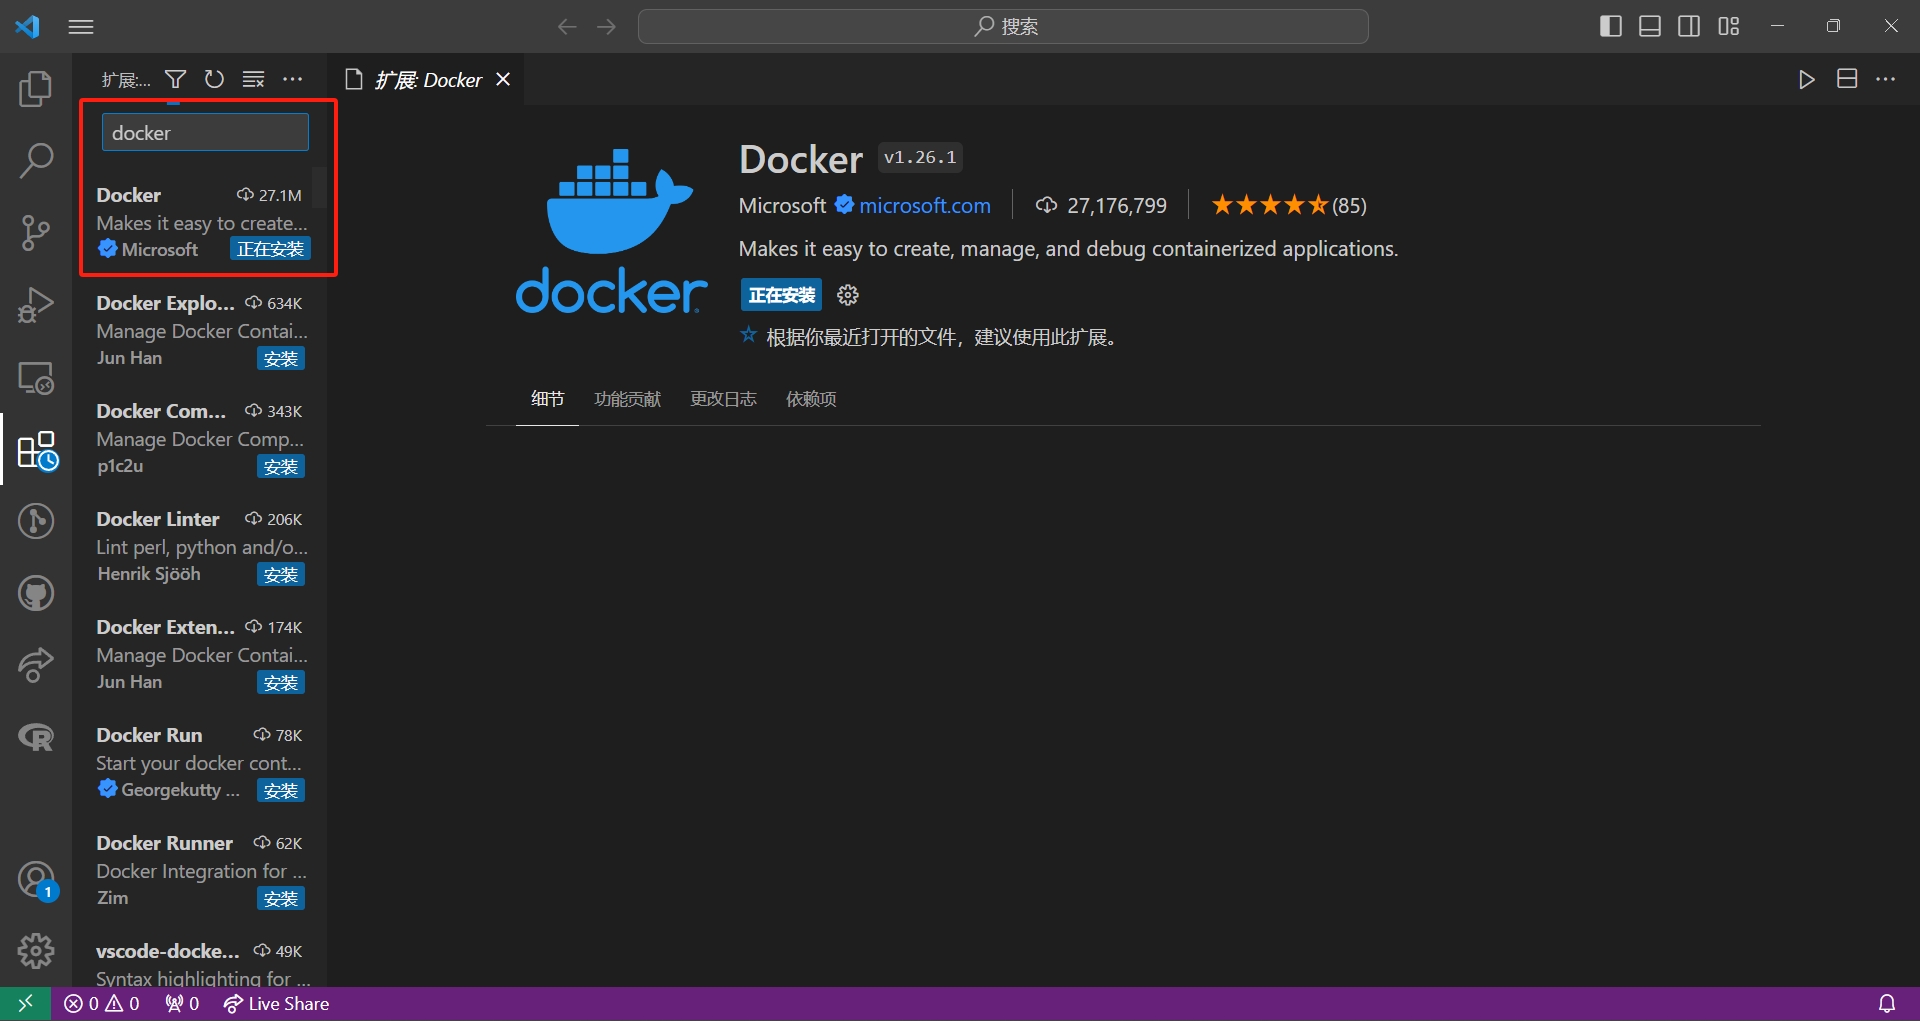 搜索
扩展:...
扩展: Docker
docker
Docker 27.1M
Makes it easy to create...
Microsoft 正在安装
Docker Explo... 634K
Manage Docker Contai...
Jun Han 安装
Docker Com... 343K
Manage Docker Comp...
p1c2u 安装
Docker Linter 206K
Lint perl, python and/o...
Henrik Sjööh 安装
Docker Exten... 174K
Manage Docker Contai...
Jun Han 安装
Docker Run 78K
Start your docker cont...
Georgekutty ... 安装
Docker Runner 62K
Docker Integration for ...
Zim 安装
vscode-docke... 49K
Syntax highlighting for ...
docker
Docker v1.26.1
Microsoft microsoft.com 27,176,799 (85)
Makes it easy to create, manage, and debug containerized applications.
正在安装
根据你最近打开的文件，建议使用此扩展。
细节 功能贡献 更改日志 依赖项
R
1
0 0 0 Live Share